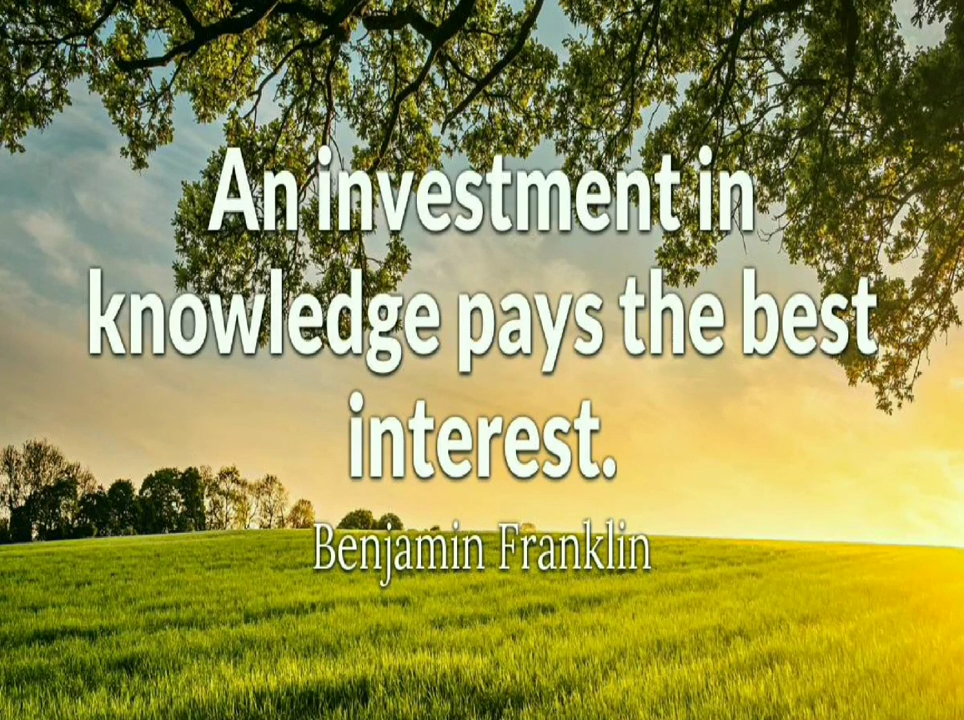 An investment in
knowledge pays the best
interest.
Benjamin Franklin